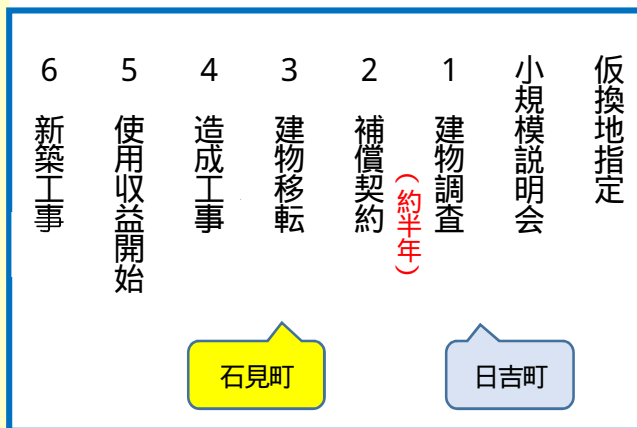 仮換地指定
小規模説明会
1 建物調査
(約半年)
2 補償契約
3 建物移転
4 造成工事
5 使用収益開始
6 新築工事
日吉町
石見町